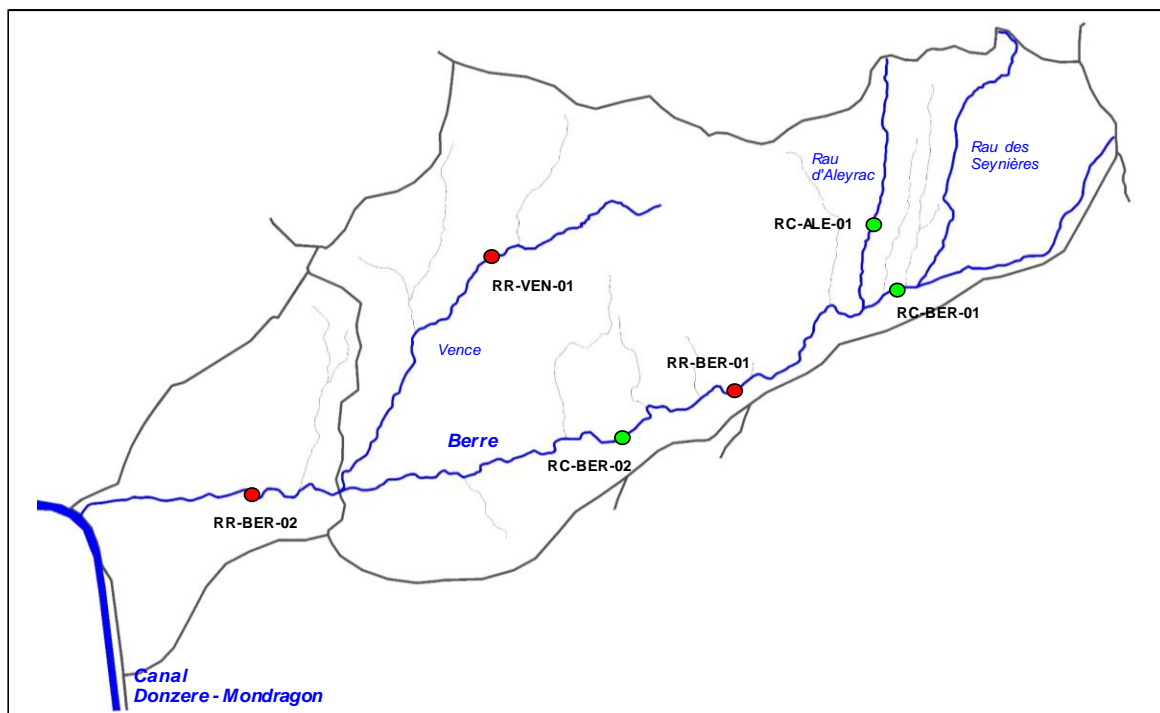 Rau
d'Aleyrac
Rau des
Seynières
RC-ALE-01
RR-VEN-01
RC-BER-01
Vence
RR-BER-01
Berre
RC-BER-02
RR-BER-02
Canal
Donzere - Mondragon